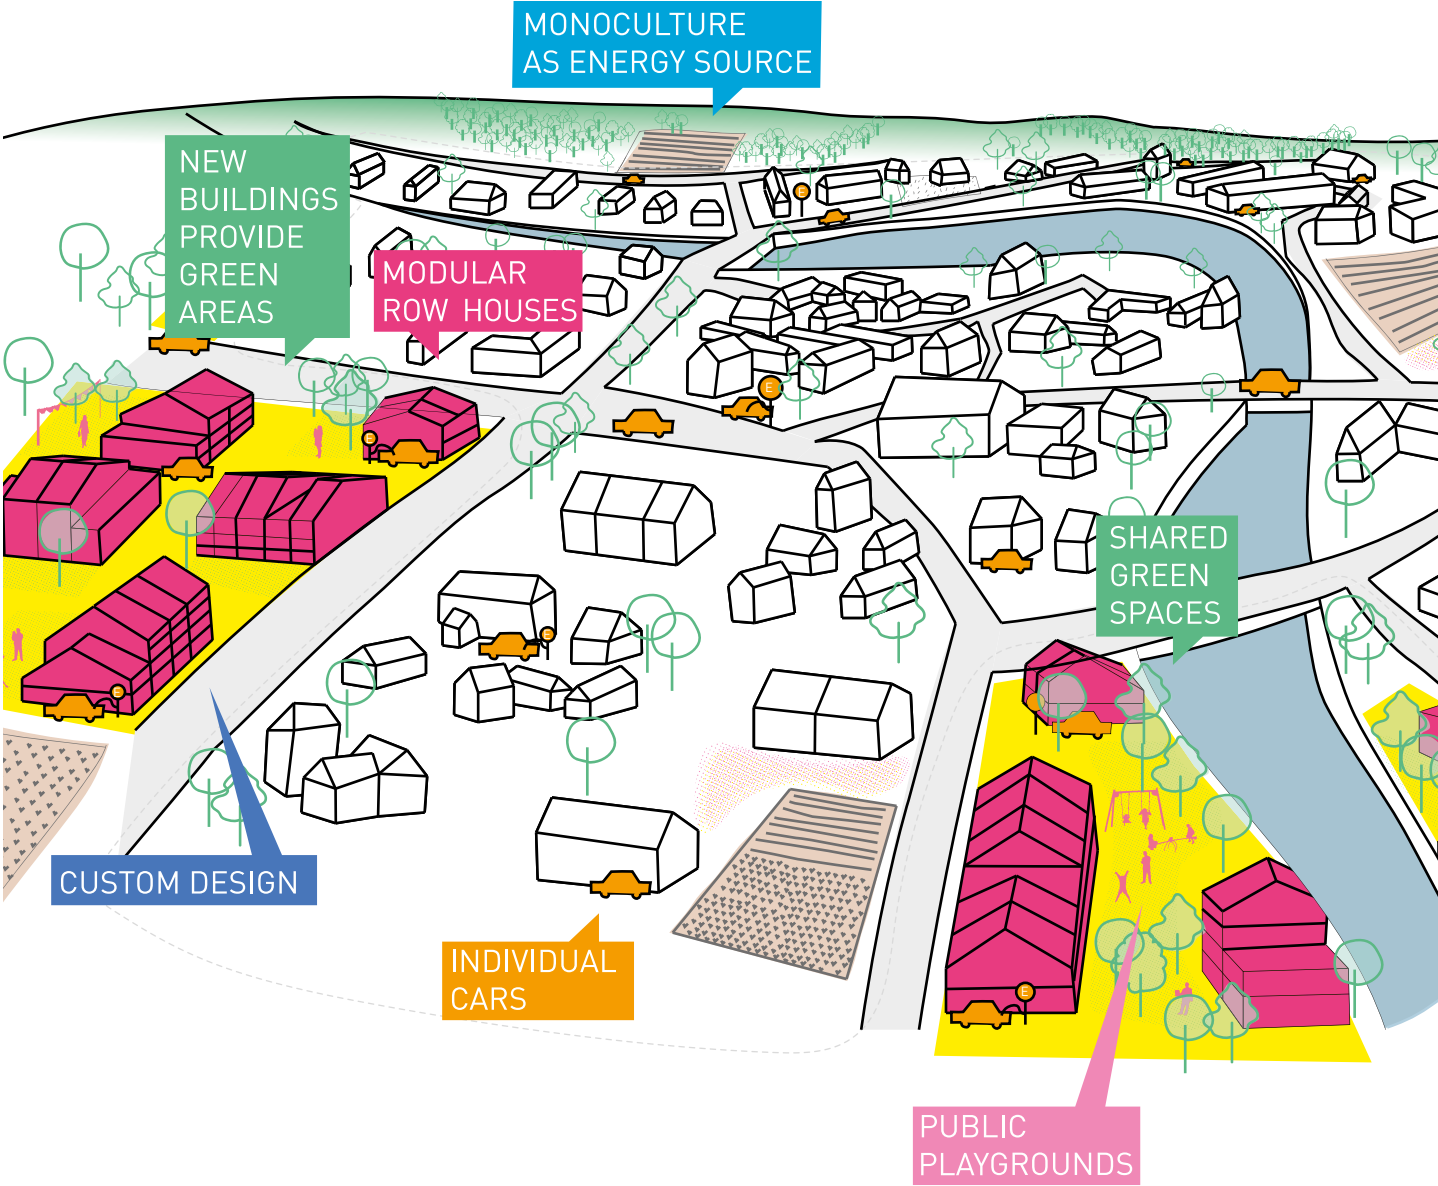 MONOCULTURE
AS ENERGY SOURCE
NEW
BUILDINGS
PROVIDE
GREEN
AREAS
MODULAR
ROW HOUSES
E
E
E
E
SHARED
GREEN
SPACES
E
CUSTOM DESIGN
INDIVIDUAL
CARS
E
PUBLIC
PLAYGROUNDS